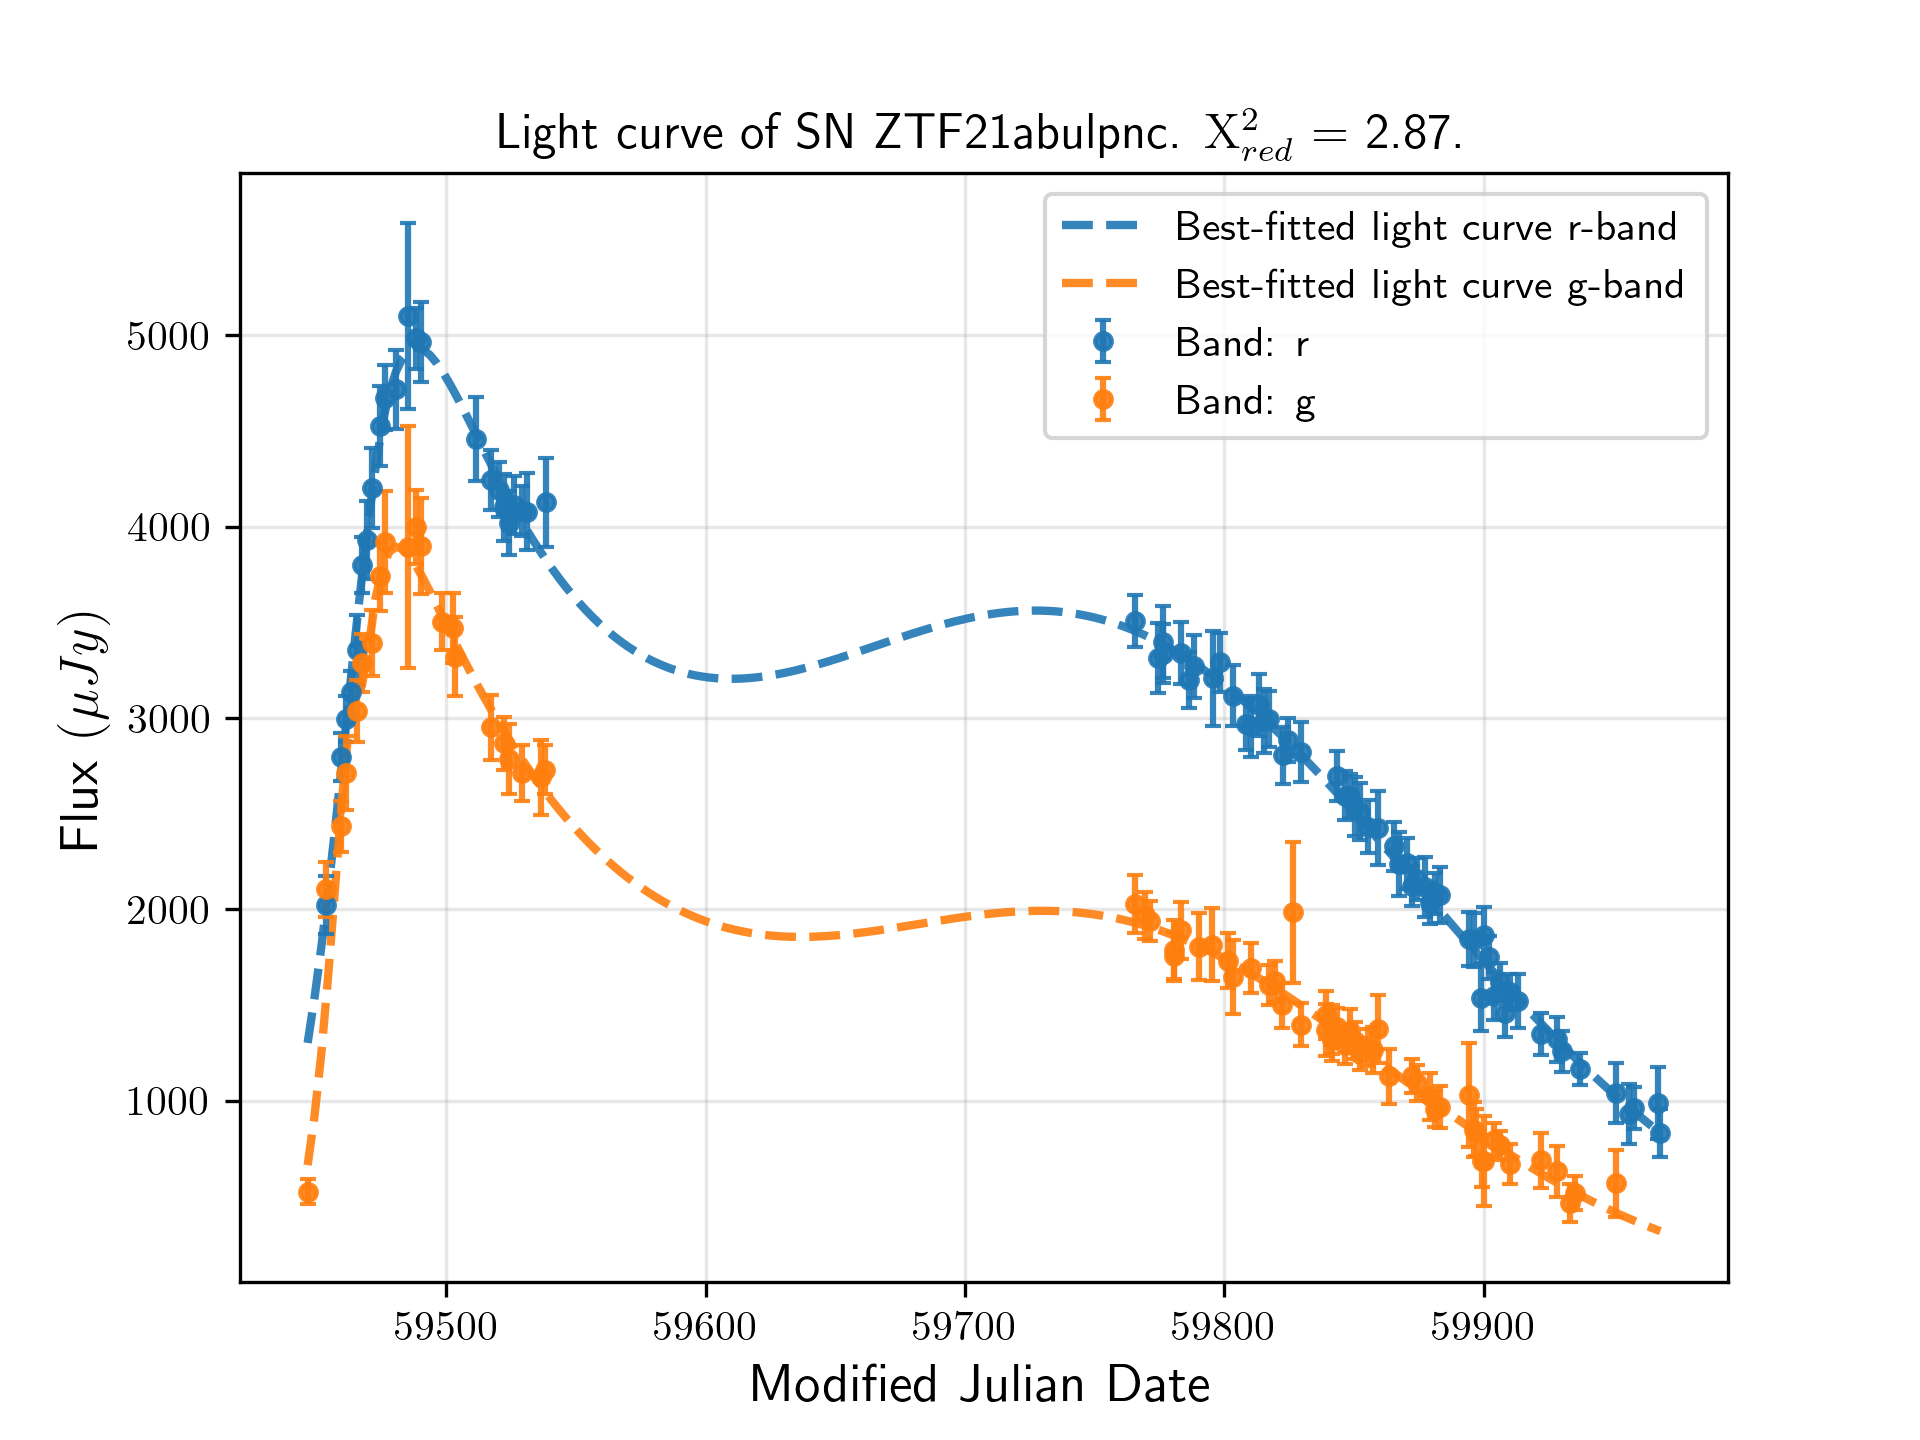 Light curve of SN ZTF21abulpnc. X²_red = 2.87.
Best-fitted light curve r-band
Best-fitted light curve g-band
Band: r
Band: g
5000
4000
3000
2000
1000
Flux (μJy)
59500 59600 59700 59800 59900
Modified Julian Date